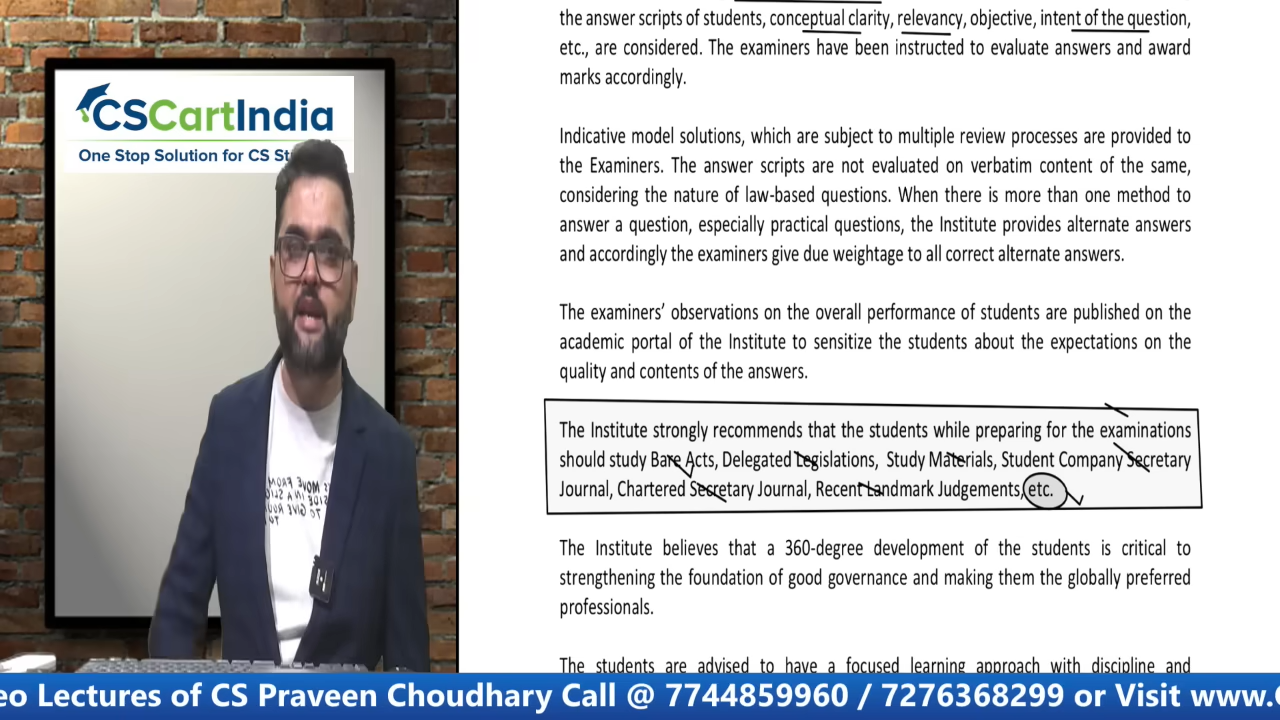 CSCartIndia
One Stop Solution for CS St
the answer scripts of students, conceptual clarity, relevancy, objective, intent of the question,
etc., are considered. The examiners have been instructed to evaluate answers and award
marks accordingly.
Indicative model solutions, which are subject to multiple review processes are provided to
the Examiners. The answer scripts are not evaluated on verbatim content of the same,
considering the nature of law-based questions. When there is more than one method to
answer a question, especially practical questions, the Institute provides alternate answers
and accordingly the examiners give due weightage to all correct alternate answers.
The examiners' observations on the overall performance of students are published on the
academic portal of the Institute to sensitize the students about the expectations on the
quality and contents of the answers.
The Institute strongly recommends that the students while preparing for the examinations
should study Bare Acts, Delegated Legislations, Study Materials, Student Company Secretary
Journal, Chartered Secretary Journal, Recent Landmark Judgements, etc.
The Institute believes that a 360-degree development of the students is critical to
strengthening the foundation of good governance and making them the globally preferred
professionals.
The students are advised to have a focused learning approach with discipline and
eo Lectures of CS Praveen Choudhary Call @ 7744859960 / 7276368299 or Visit www.